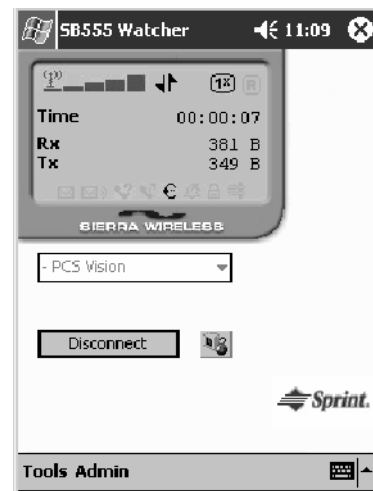 SB555 Watcher 11:09
1X R
Time 00:00:07
Rx 381 B
Tx 349 B
SIERRA WIRELESS
- PCS Vision
Disconnect
Sprint.
Tools Admin